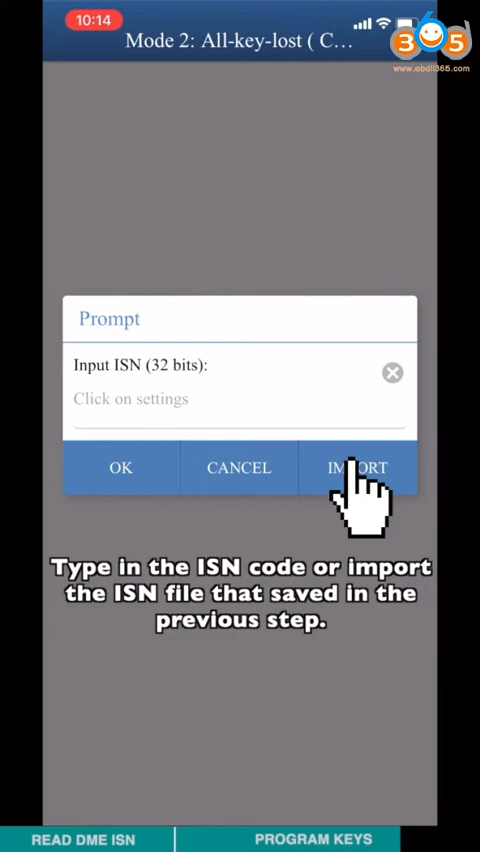 10:14
Mode 2: All-key-lost ( C...
365
www.obdii365.com
Prompt
Input ISN (32 bits):
Click on settings
OK
CANCEL
IMPORT
Type in the ISN code or import
the ISN file that saved in the
previous step.
READ DME ISN
PROGRAM KEYS